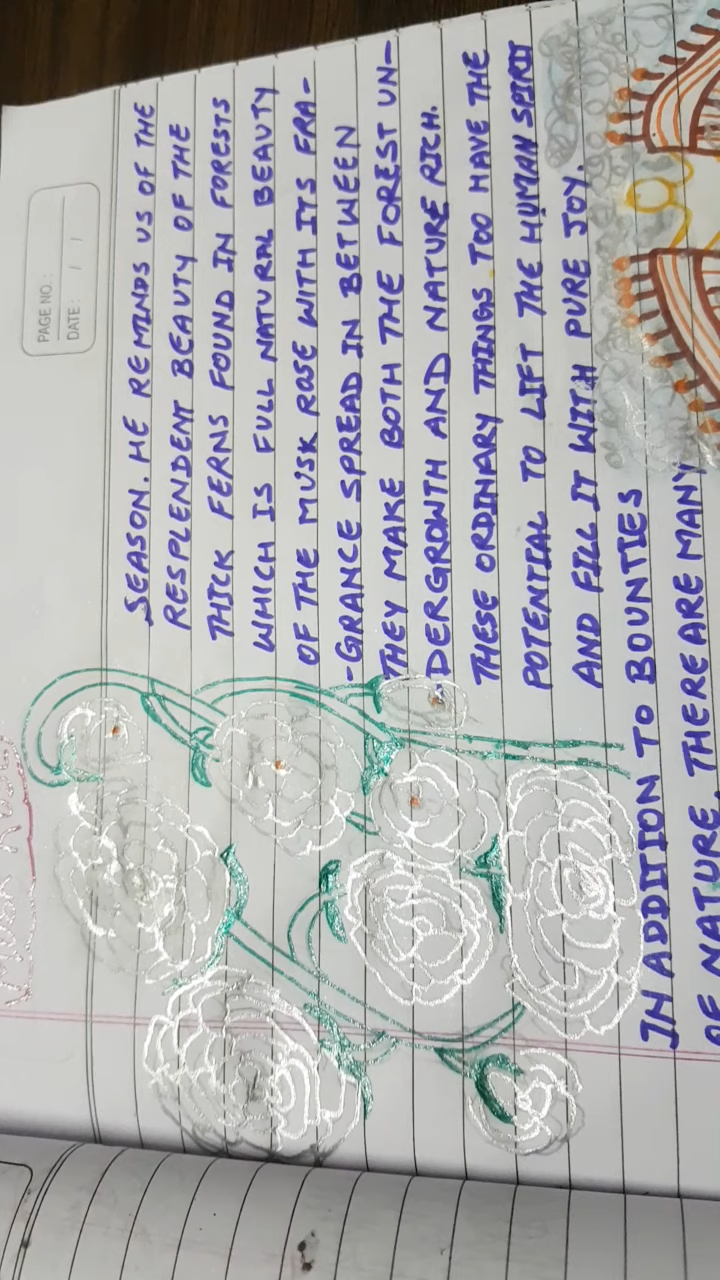 PAGE NO.:
DATE: / /
SEASON. HE REMINDS US OF THE
RESPLENDENT BEAUTY OF THE
THICK FERNS FOUND IN FORESTS
WHICH IS FULL NATURAL BEAUTY
OF THE MUSK ROSE WITH ITS FRA-
-GRANCE SPREAD IN BETWEEN
THEY MAKE BOTH THE FOREST UN-
DERGROWTH AND NATURE RICH.
THESE ORDINARY THINGS TOO HAVE THE
POTENTIAL TO LIFT THE HUMAN SPIRIT
AND FILL IT WITH PURE JOY.
IN ADDITION TO BOUNTIES
OF NATURE, THERE ARE MANY